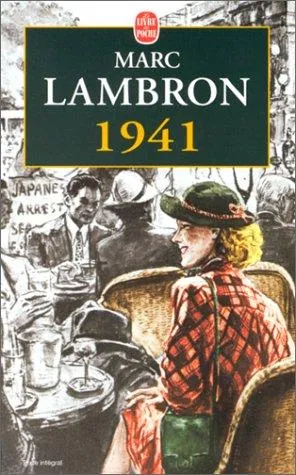 LE LIVRE
DE POCHE
MARC
LAMBRON
1941
JAPANES
ARREST
texte intégral